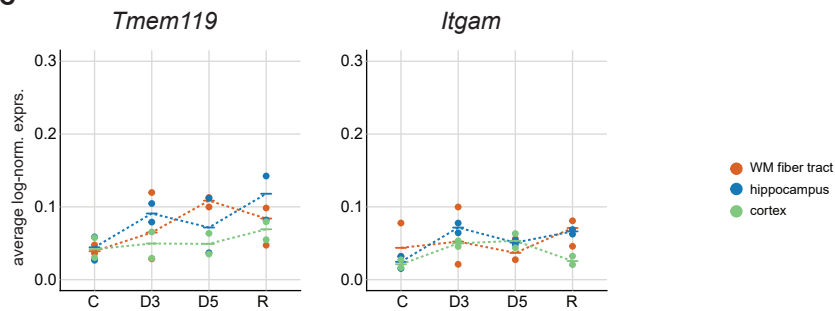 Tmem119
Itgam
average log-norm. exprs.
0.3
0.2
0.1
0.0
C D3 D5 R
0.3
0.2
0.1
0.0
C D3 D5 R
WM fiber tract
hippocampus
cortex